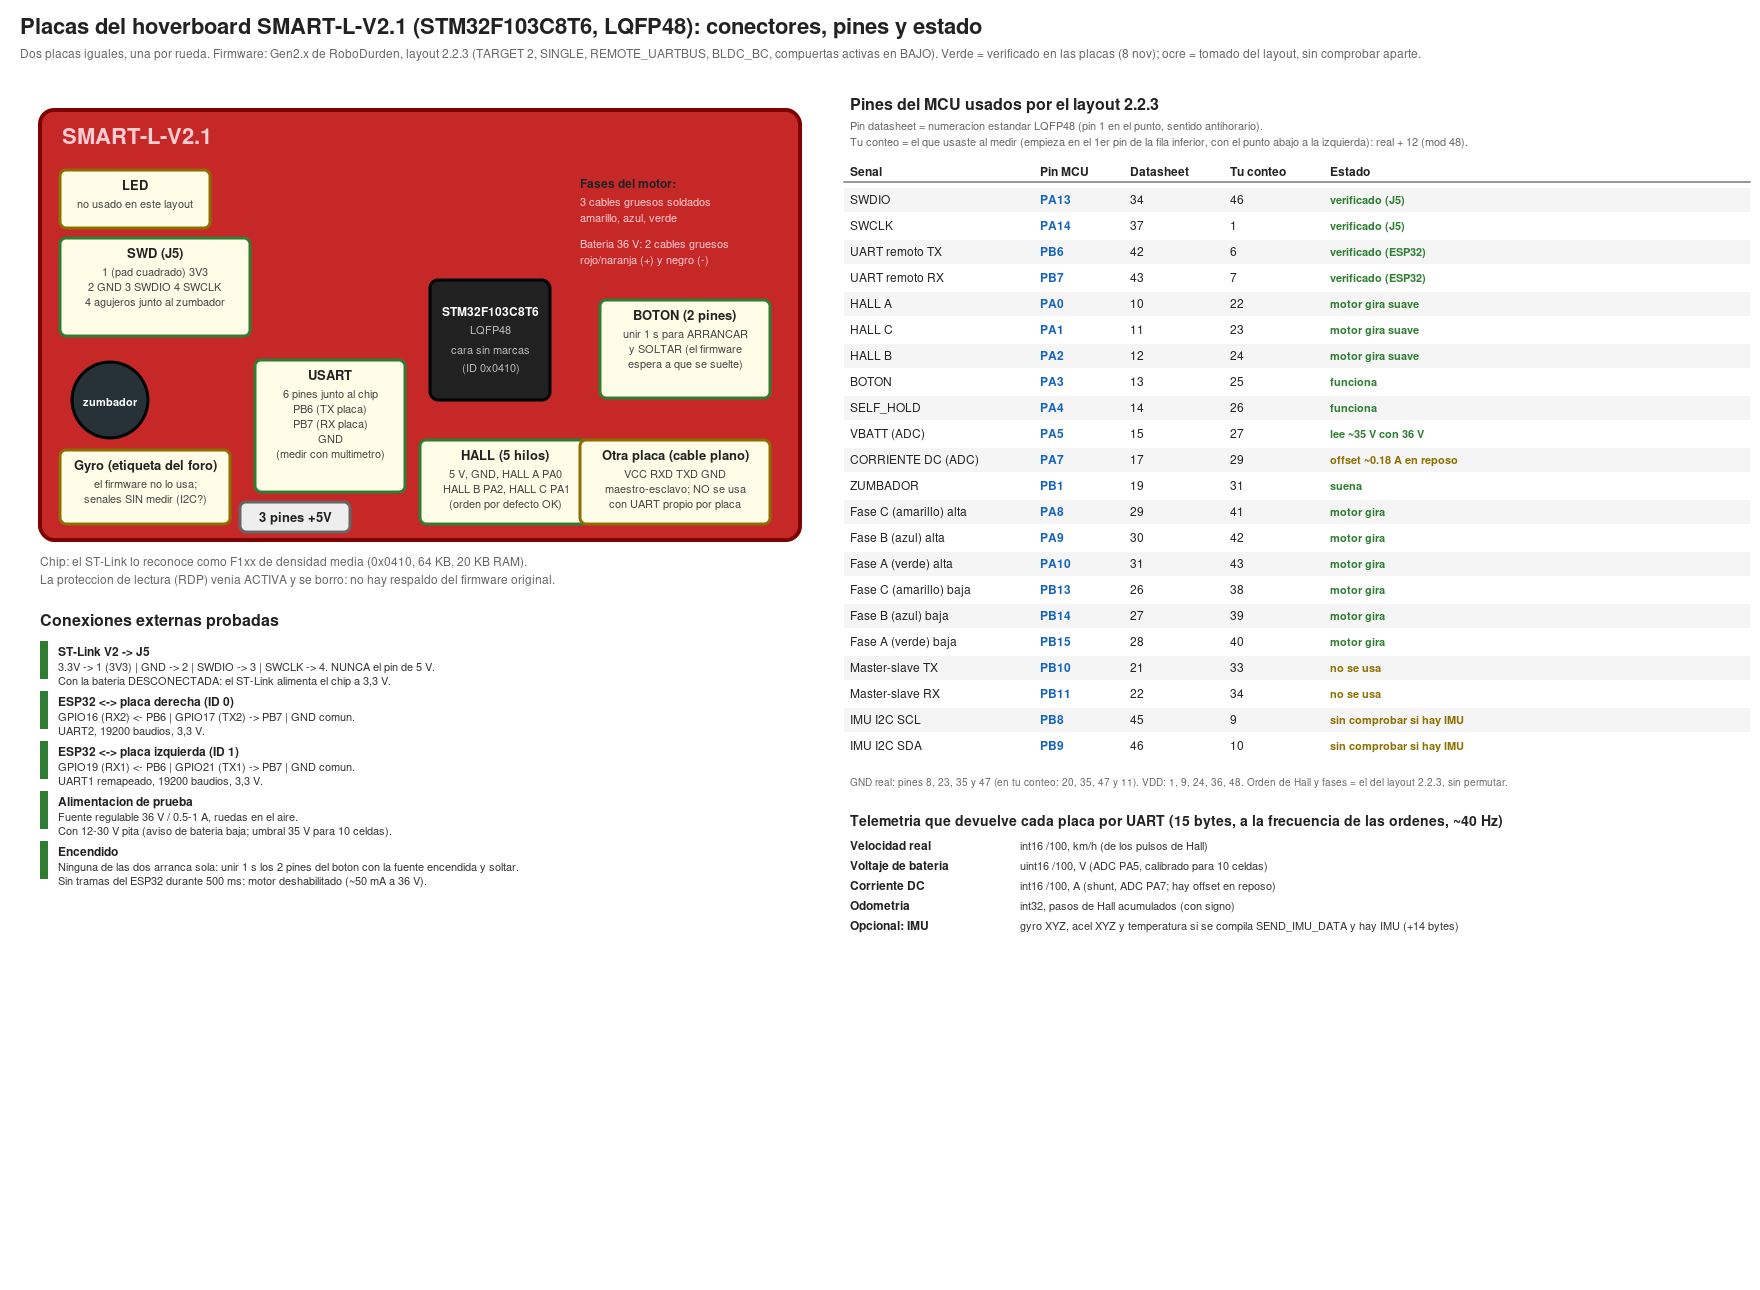 Placas del hoverboard SMART-L-V2.1 (STM32F103C8T6, LQFP48): conectores, pines y estado
Dos placas iguales, una por rueda. Firmware: Gen2.x de RoboDurden, layout 2.2.3 (TARGET 2, SINGLE, REMOTE_UARTBUS, BLDC_BC, compuertas activas en BAJO). Verde = verificado en las placas (8 nov); ocre = tomado del layout, sin comprobar aparte.
SMART-L-V2.1
LED
no usado en este layout
SWD (J5)
1 (pad cuadrado) 3V3
2 GND 3 SWDIO 4 SWCLK
4 agujeros junto al zumbador
Fases del motor:
3 cables gruesos soldados
amarillo, azul, verde
Bateria 36 V: 2 cables gruesos
rojo/naranja (+) y negro (-)
STM32F103C8T6
LQFP48
cara sin marcas
(ID 0x0410)
BOTON (2 pines)
unir 1 s para ARRANCAR
y SOLTAR (el firmware
espera a que se suelte)
zumbador
USART
6 pines junto al chip
PB6 (TX placa)
PB7 (RX placa)
GND
(medir con multimetro)
Gyro (etiqueta del foro)
el firmware no lo usa;
senales SIN medir (I2C?)
3 pines +5V
HALL (5 hilos)
5 V, GND, HALL A PA0
HALL B PA2, HALL C PA1
(orden por defecto OK)
Otra placa (cable plano)
VCC RXD TXD GND
maestro-esclavo; NO se usa
con UART propio por placa
Chip: el ST-Link lo reconoce como F1xx de densidad media (0x0410, 64 KB, 20 KB RAM).
La proteccion de lectura (RDP) venia ACTIVA y se borro: no hay respaldo del firmware original.
Conexiones externas probadas
ST-Link V2 -> J5
3.3V -> 1 (3V3) | GND -> 2 | SWDIO -> 3 | SWCLK -> 4. NUNCA el pin de 5 V.
Con la bateria DESCONECTADA: el ST-Link alimenta el chip a 3,3 V.
ESP32 <-> placa derecha (ID 0)
GPIO16 (RX2) <- PB6 | GPIO17 (TX2) -> PB7 | GND comun.
UART2, 19200 baudios, 3,3 V.
ESP32 <-> placa izquierda (ID 1)
GPIO19 (RX1) <- PB6 | GPIO21 (TX1) -> PB7 | GND comun.
UART1 remapeado, 19200 baudios, 3,3 V.
Alimentacion de prueba
Fuente regulable 36 V / 0.5-1 A, ruedas en el aire.
Con 12-30 V pita (aviso de bateria baja; umbral 35 V para 10 celdas).
Encendido
Ninguna de las dos arranca sola: unir 1 s los 2 pines del boton con la fuente encendida y soltar.
Sin tramas del ESP32 durante 500 ms: motor deshabilitado (~50 mA a 36 V).
Pines del MCU usados por el layout 2.2.3
Pin datasheet = numeracion estandar LQFP48 (pin 1 en el punto, sentido antihorario).
Tu conteo = el que usaste al medir (empieza en el 1er pin de la fila inferior, con el punto abajo a la izquierda): real + 12 (mod 48).
Senal Pin MCU Datasheet Tu conteo Estado
SWDIO PA13 34 46 verificado (J5)
SWCLK PA14 37 1 verificado (J5)
UART remoto TX PB6 42 6 verificado (ESP32)
UART remoto RX PB7 43 7 verificado (ESP32)
HALL A PA0 10 22 motor gira suave
HALL C PA1 11 23 motor gira suave
HALL B PA2 12 24 motor gira suave
BOTON PA3 13 25 funciona
SELF_HOLD PA4 14 26 funciona
VBATT (ADC) PA5 15 27 lee ~35 V con 36 V
CORRIENTE DC (ADC) PA7 17 29 offset ~0.18 A en reposo
ZUMBADOR PB1 19 31 suena
Fase C (amarillo) alta PA8 29 41 motor gira
Fase B (azul) alta PA9 30 42 motor gira
Fase A (verde) alta PA10 31 43 motor gira
Fase C (amarillo) baja PB13 26 38 motor gira
Fase B (azul) baja PB14 27 39 motor gira
Fase A (verde) baja PB15 28 40 motor gira
Master-slave TX PB10 21 33 no se usa
Master-slave RX PB11 22 34 no se usa
IMU I2C SCL PB8 45 9 sin comprobar si hay IMU
IMU I2C SDA PB9 46 10 sin comprobar si hay IMU
GND real: pines 8, 23, 35 y 47 (en tu conteo: 20, 35, 47 y 11). VDD: 1, 9, 24, 36, 48. Orden de Hall y fases = el del layout 2.2.3, sin permutar.
Telemetria que devuelve cada placa por UART (15 bytes, a la frecuencia de las ordenes, ~40 Hz)
Velocidad real int16 /100, km/h (de los pulsos de Hall)
Voltaje de bateria uint16 /100, V (ADC PA5, calibrado para 10 celdas)
Corriente DC int16 /100, A (shunt, ADC PA7; hay offset en reposo)
Odometria int32, pasos de Hall acumulados (con signo)
Opcional: IMU gyro XYZ, acel XYZ y temperatura si se compila SEND_IMU_DATA y hay IMU (+14 bytes)